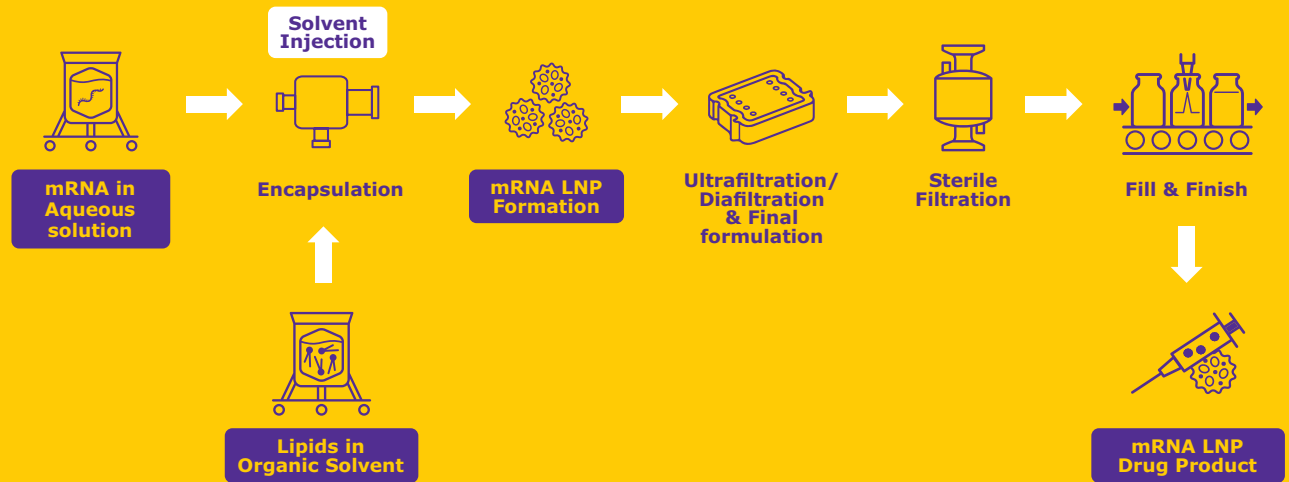 Solvent
Injection
mRNA in
Aqueous
solution
Encapsulation
mRNA LNP
Formation
Ultrafiltration/
Diafiltration
& Final
formulation
Sterile
Filtration
Fill & Finish
Lipids in
Organic Solvent
mRNA LNP
Drug Product